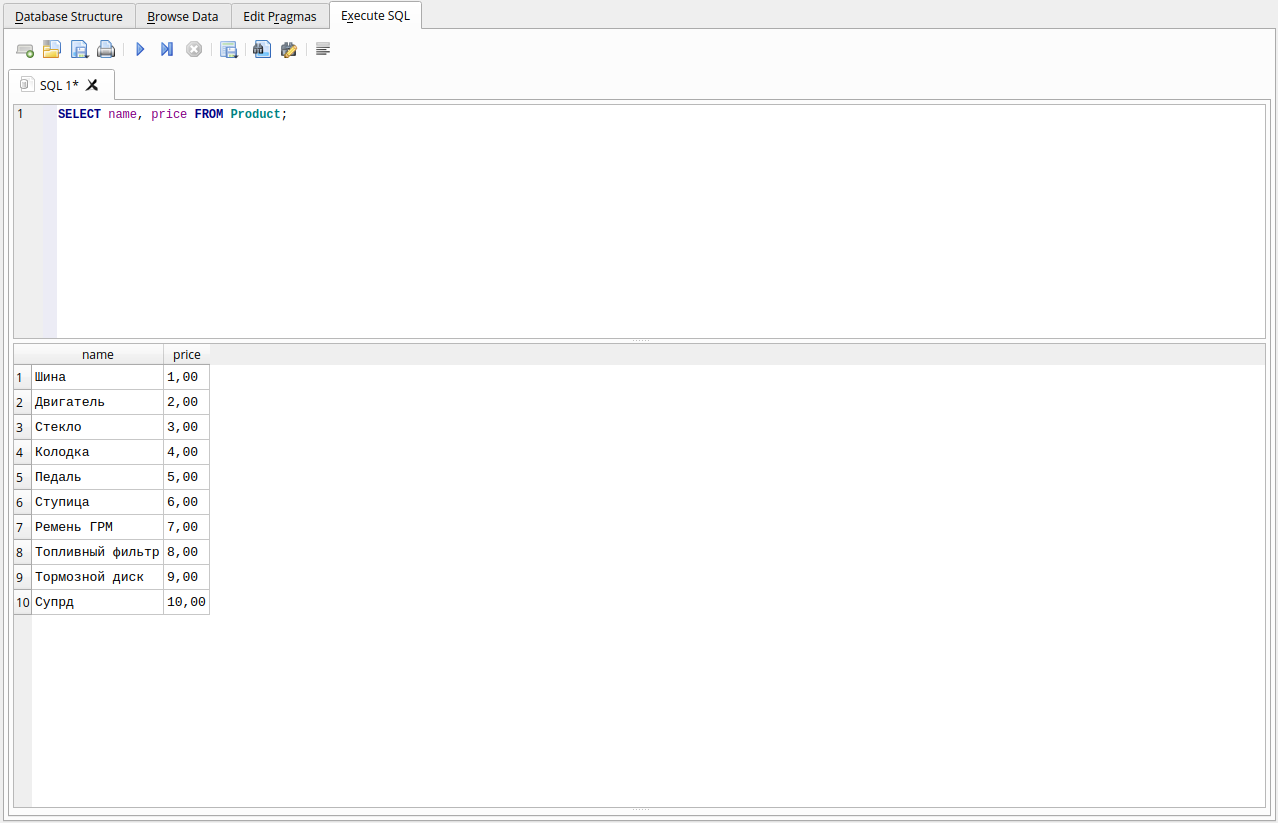 Database Structure Browse Data Edit Pragmas Execute SQL
SQL 1*
1 SELECT name, price FROM Product;
name price
1 Шина 1,00
2 Двигатель 2,00
3 Стекло 3,00
4 Колодка 4,00
5 Педаль 5,00
6 Ступица 6,00
7 Ремень ГРМ 7,00
8 Топливный фильтр 8,00
9 Тормозной диск 9,00
10 Супрд 10,00